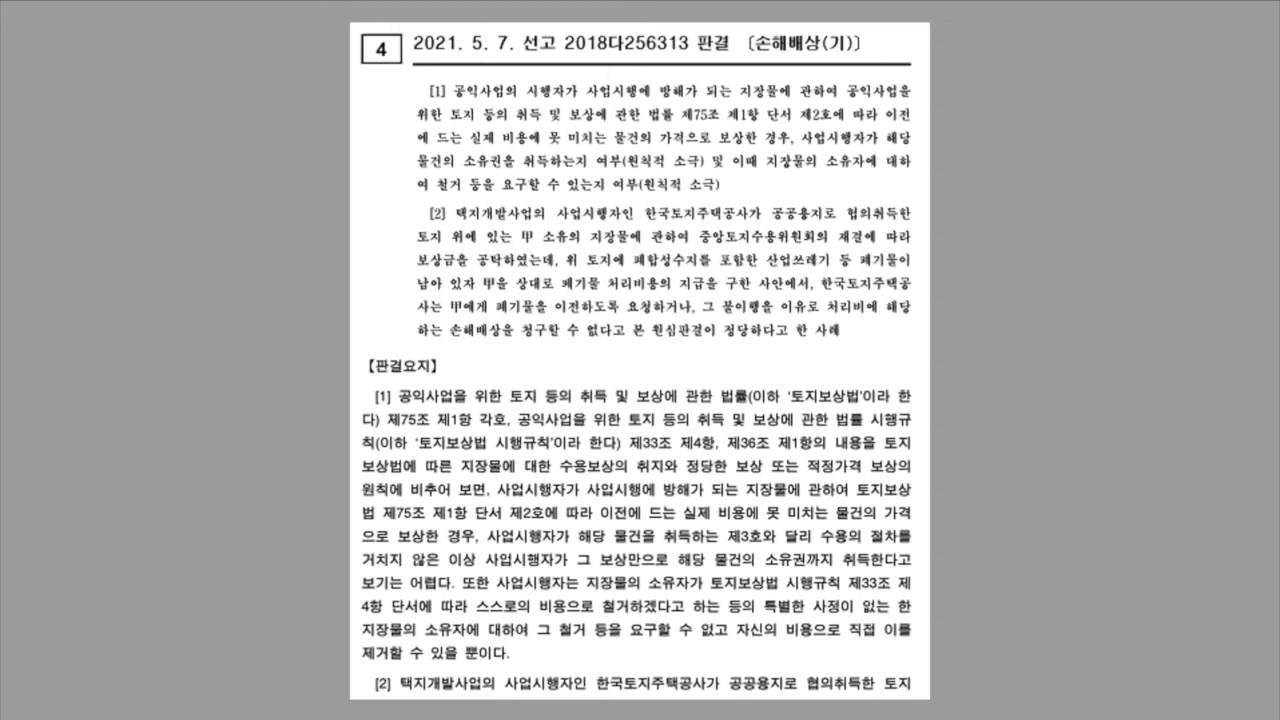 4 2021. 5. 7. 선고 2018다256313 판결 〔손해배상(기)〕
[1] 공익사업의 시행자가 사업시행에 방해가 되는 지장물에 관하여 공익사업을
위한 토지 등의 취득 및 보상에 관한 법률 제75조 제1항 단서 제2호에 따라 이전
에 드는 실제 비용에 못 미치는 물건의 가격으로 보상한 경우, 사업시행자가 해당
물건의 소유권을 취득하는지 여부(원칙적 소극) 및 이때 지장물의 소유자에 대하
여 철거 등을 요구할 수 있는지 여부(원칙적 소극)
[2] 택지개발사업의 사업시행자인 한국토지주택공사가 공공용지로 협의취득한
토지 위에 있는 甲 소유의 지장물에 관하여 중앙토지수용위원회의 재결에 따라
보상금을 공탁하였는데, 위 토지에 폐합성수지를 포함한 산업쓰레기 등 폐기물이
남아 있자 甲을 상대로 폐기물 처리비용의 지급을 구한 사안에서, 한국토지주택공
사는 甲에게 폐기물을 이전하도록 요청하거나, 그 불이행을 이유로 처리비에 해당
하는 손해배상을 청구할 수 없다고 본 원심판결이 정당하다고 한 사례
【판결요지】
[1] 공익사업을 위한 토지 등의 취득 및 보상에 관한 법률(이하 ‘토지보상법’이라 한
다) 제75조 제1항 각호, 공익사업을 위한 토지 등의 취득 및 보상에 관한 법률 시행규
칙(이하 ‘토지보상법 시행규칙’이라 한다) 제33조 제4항, 제36조 제1항의 내용을 토지
보상법에 따른 지장물에 대한 수용보상의 취지와 정당한 보상 또는 적정가격 보상의
원칙에 비추어 보면, 사업시행자가 사업시행에 방해가 되는 지장물에 관하여 토지보상
법 제75조 제1항 단서 제2호에 따라 이전에 드는 실제 비용에 못 미치는 물건의 가격
으로 보상한 경우, 사업시행자가 해당 물건을 취득하는 제3호와 달리 수용의 절차를
거치지 않은 이상 사업시행자가 그 보상만으로 해당 물건의 소유권까지 취득한다고
보기는 어렵다. 또한 사업시행자는 지장물의 소유자가 토지보상법 시행규칙 제33조 제
4항 단서에 따라 스스로의 비용으로 철거하겠다고 하는 등의 특별한 사정이 없는 한
지장물의 소유자에 대하여 그 철거 등을 요구할 수 없고 자신의 비용으로 직접 이를
제거할 수 있을 뿐이다.
[2] 택지개발사업의 사업시행자인 한국토지주택공사가 공공용지로 협의취득한 토지